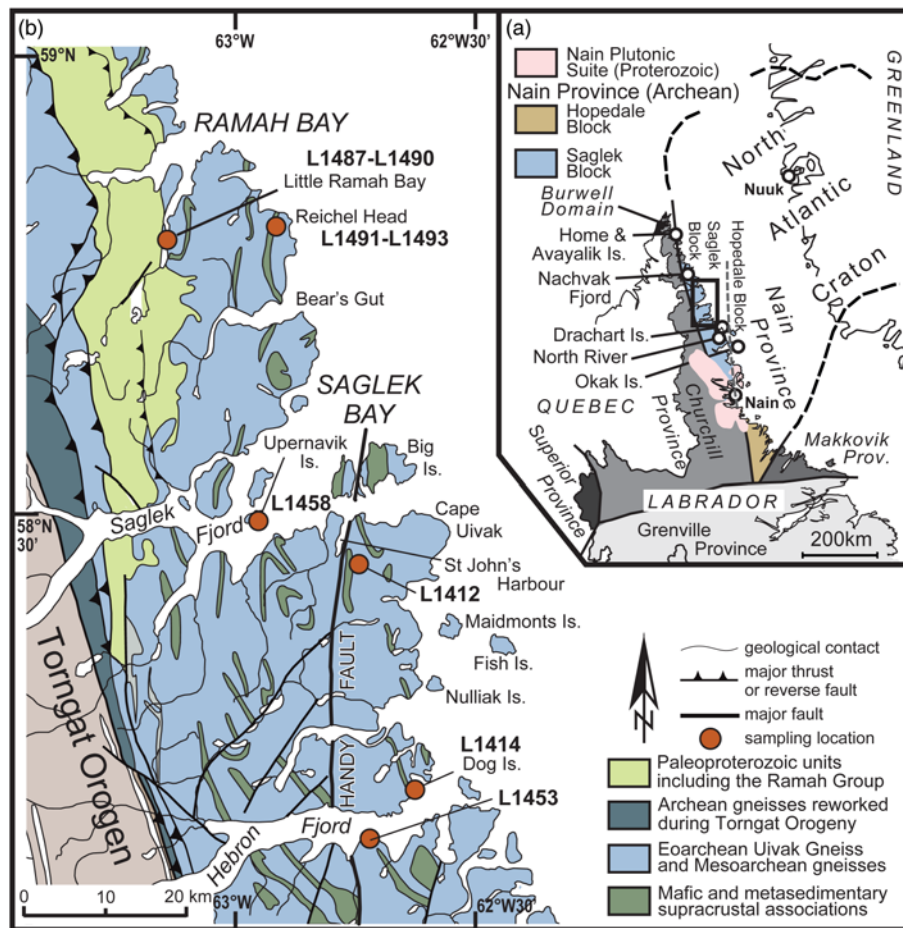 (b)
63°W
62°W30'
59°N
RAMAH BAY
L1487-L1490
Little Ramah Bay
Reichel Head
L1491-L1493
Bear's Gut
SAGLEK
BAY
Upernavik
Is.
Big
Is.
L1458
Saglek
Fjord
58°N
30'
Cape
Uivak
St John's
Harbour
L1412
Maidmonts Is.
Fish Is.
Nulliak Is.
HANDY FAULT
Torngat Orogen
L1414
Dog Is.
L1453
Hebron
Fjord
0 10 20 km
63°W
62°W30'
(a)
Nain Plutonic
Suite (Proterozoic)
Nain Province (Archean)
Hopedale
Block
Saglek
Block
GREENLAND
North
Atlantic
Craton
Nuuk
Burwell
Domain
Home &
Avayalik Is.
Nachvak
Fjord
Saglek
Block
Hopedale Block
Nain
Province
Drachart Is.
North River
Okak Is.
Nain
QUEBEC
Churchill
Province
Superior
Province
Makkovik
Prov.
LABRADOR
Grenville
Province
200km
N
geological contact
major thrust
or reverse fault
major fault
sampling location
Paleoproterozoic units
including the Ramah Group
Archean gneisses reworked
during Torngat Orogeny
Eoarchean Uivak Gneiss
and Mesoarchean gneisses
Mafic and metasedimentary
supracrustal associations